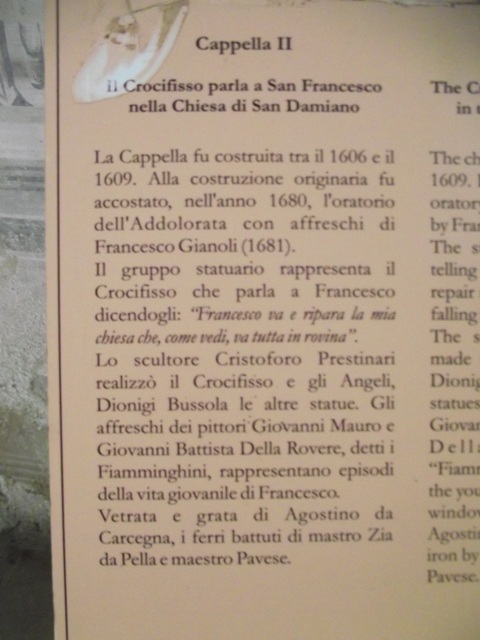 Cappella II
il Crocifisso parla a San Francesco
nella Chiesa di San Damiano
La Cappella fu costruita tra il 1606 e il
1609. Alla costruzione originaria fu
accostato, nell'anno 1680, l'oratorio
dell'Addolorata con affreschi di
Francesco Gianoli (1681).
Il gruppo statuario rappresenta il
Crocifisso che parla a Francesco
dicendogli: "Francesco va e ripara la mia
chiesa che, come vedi, va tutta in rovina".
Lo scultore Cristoforo Prestinari
realizzò il Crocifisso e gli Angeli,
Dionigi Bussola le altre statue. Gli
affreschi dei pittori Giovanni Mauro e
Giovanni Battista Della Rovere, detti i
Fiamminghini, rappresentano episodi
della vita giovanile di Francesco.
Vetrata e grata di Agostino da
Carcegna, i ferri battuti di mastro Zia
da Pella e maestro Pavese.
The C
in
The ch
1609.
orator
by Fra
The s
telling
repair
falling
The s
made
Dionig
statues
Giovan
Della
"Fiam
the you
window
Agostin
iron by
Pavese.